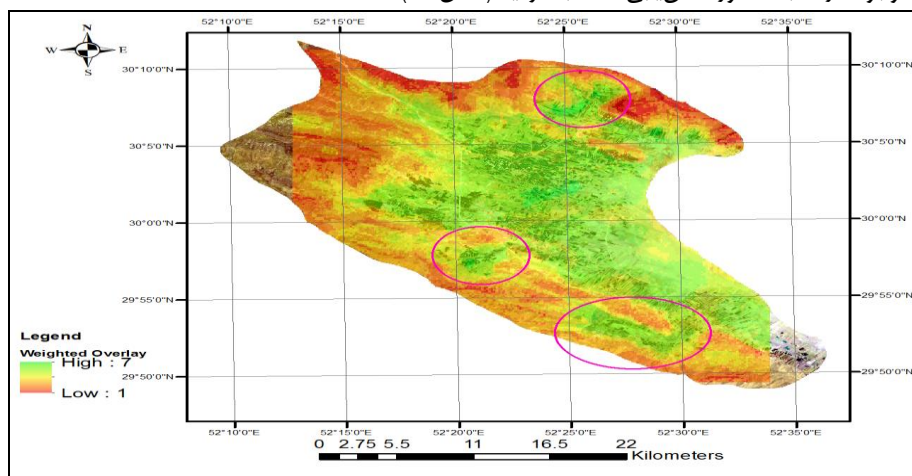 52°10'0"E 52°15'0"E 52°20'0"E 52°25'0"E 52°30'0"E 52°35'0"E
N
W E
S
30°10'0"N 30°10'0"N
30°5'0"N 30°5'0"N
30°0'0"N 30°0'0"N
29°55'0"N 29°55'0"N
29°50'0"N 29°50'0"N
Legend
Weighted Overlay
High : 7
Low : 1
52°10'0"E 52°15'0"E 52°20'0"E 52°25'0"E 52°30'0"E 52°35'0"E
0 2.75 5.5 11 16.5 22
Kilometers